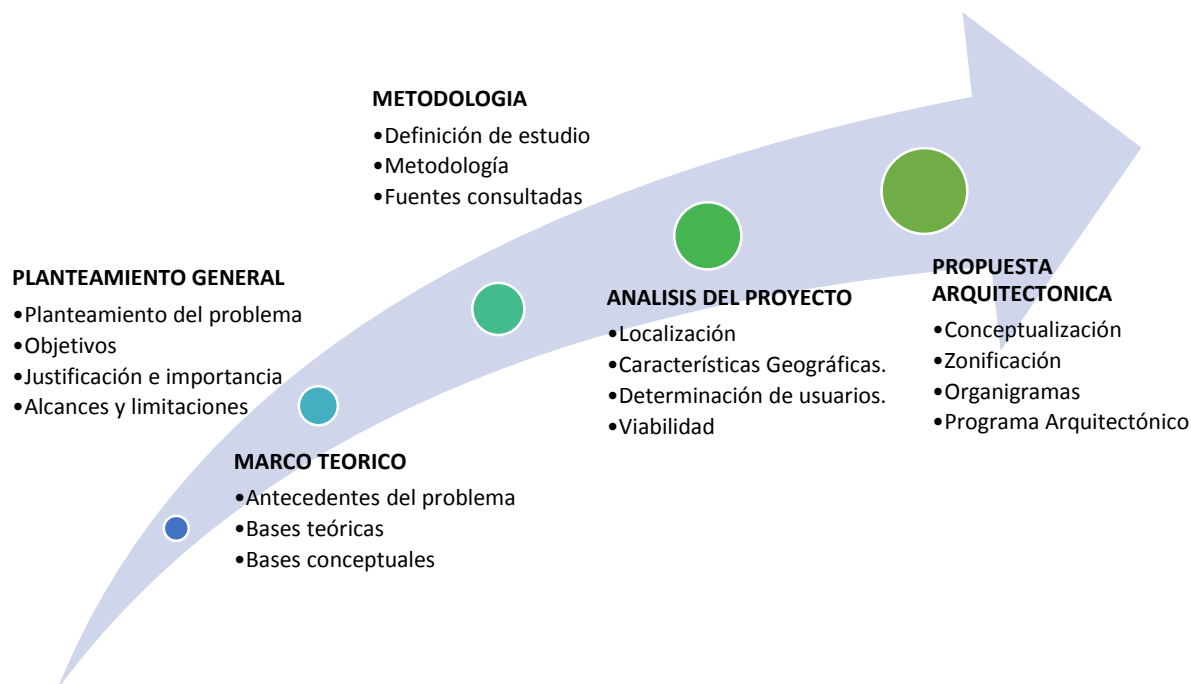 PLANTEAMIENTO GENERAL
•Planteamiento del problema
•Objetivos
•Justificación e importancia
•Alcances y limitaciones
MARCO TEORICO
•Antecedentes del problema
•Bases teóricas
•Bases conceptuales
METODOLOGIA
•Definición de estudio
•Metodología
•Fuentes consultadas
ANALISIS DEL PROYECTO
•Localización
•Característícas Geográficas.
•Determinación de usuarios.
•Viabilidad
PROPUESTA
ARQUITECTONICA
•Conceptualización
•Zonificación
•Organigramas
•Programa Arquitectónico